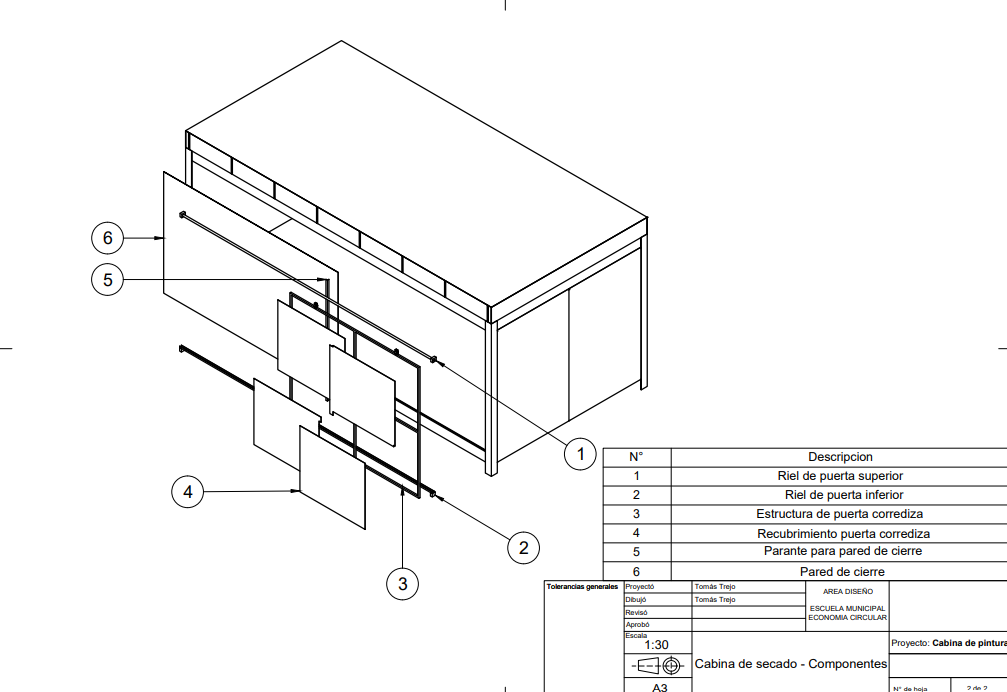 6
5
1
4
2
3
N° Descripcion
1 Riel de puerta superior
2 Riel de puerta inferior
3 Estructura de puerta corrediza
4 Recubrimiento puerta corrediza
5 Parante para pared de cierre
6 Pared de cierre
Tolerancias generales
Proyectó Tomás Trejo
Dibujó Tomás Trejo
Revisó
Aprobó
AREA DISEÑO
ESCUELA MUNICIPAL
ECONOMIA CIRCULAR
Escala
1:30
A3
Cabina de secado - Componentes
Proyecto: Cabina de pintura
N° de hoja 2 de 2